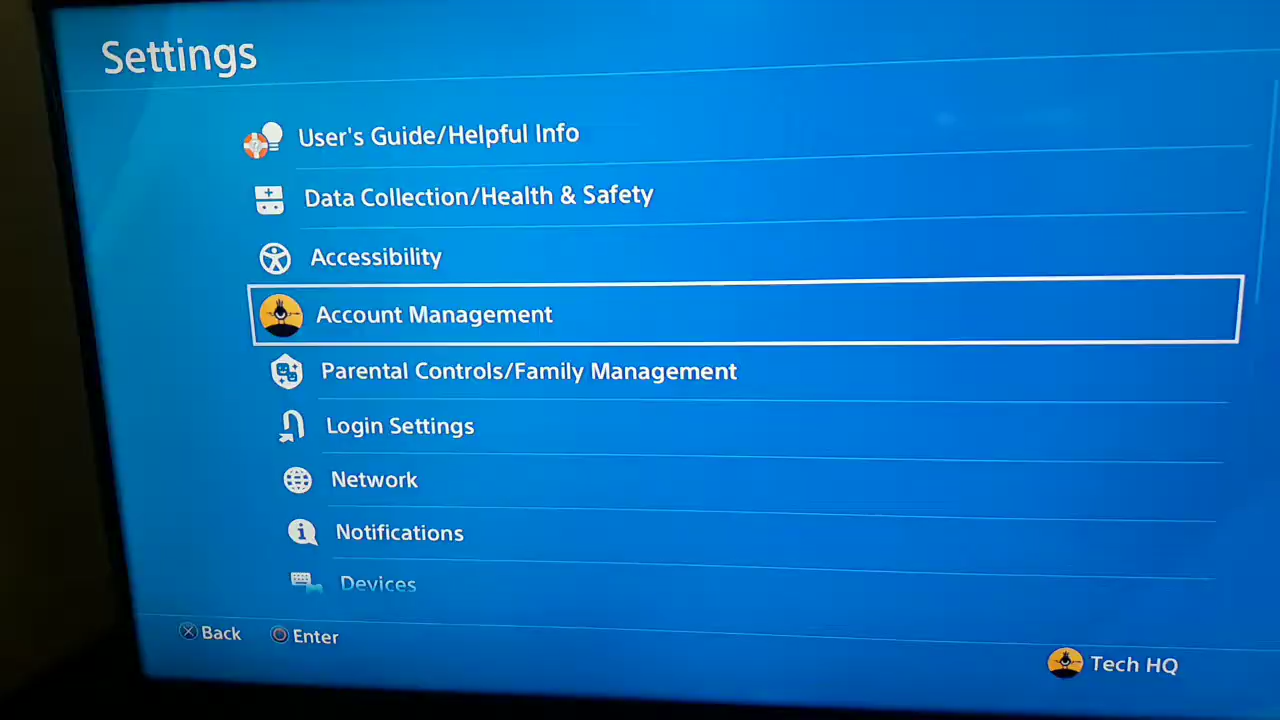 Settings
User's Guide/Helpful Info
Data Collection/Health & Safety
Accessibility
Account Management
Parental Controls/Family Management
Login Settings
Network
Notifications
Devices
Back Enter
Tech HQ